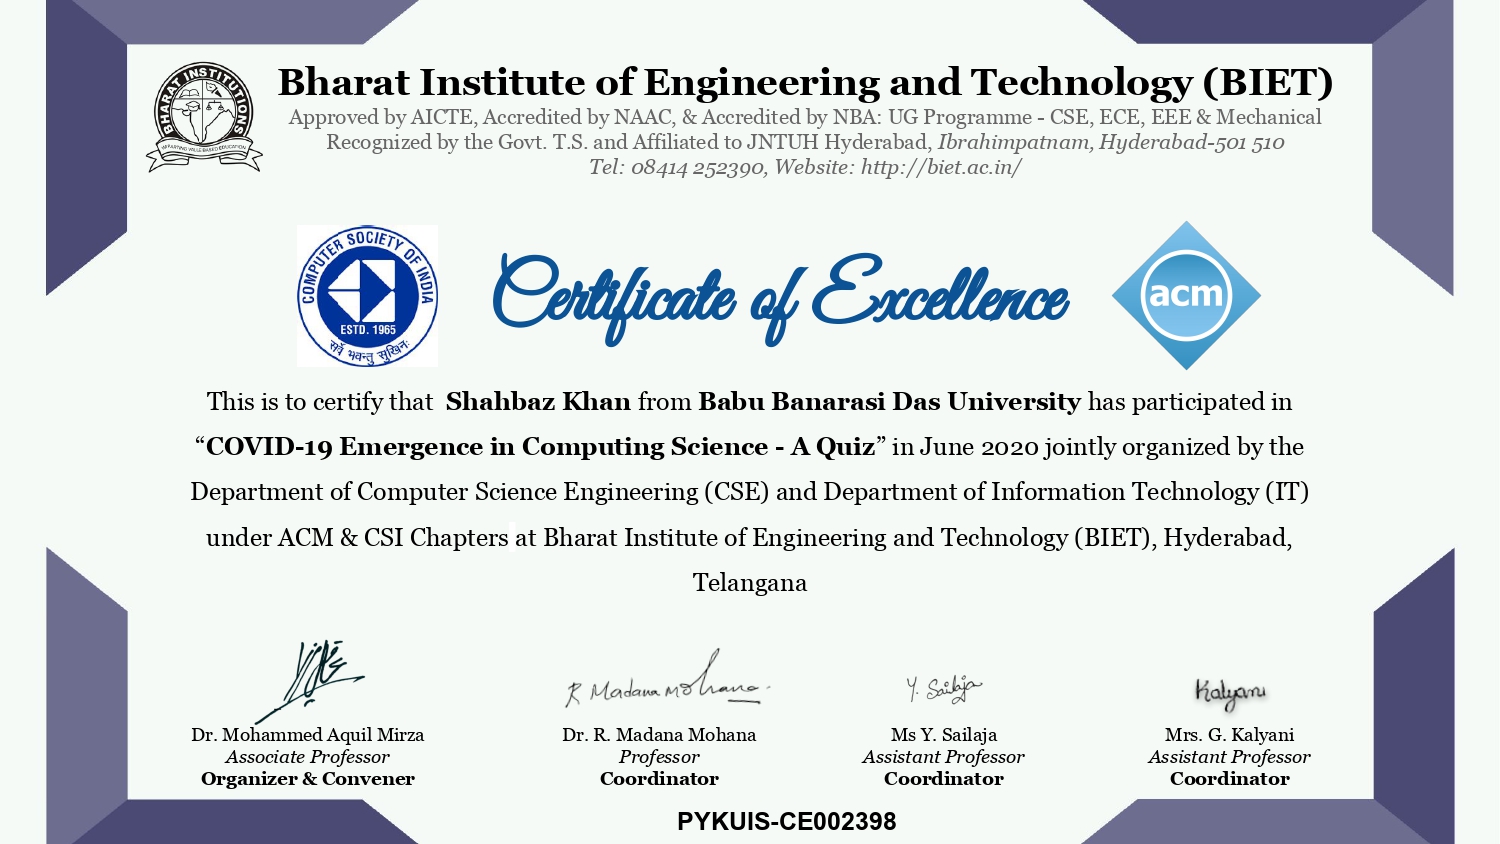 BHARAT INSTITUTIONS
IMPARTING VALUE BASED EDUCATION
Bharat Institute of Engineering and Technology (BIET)
Approved by AICTE, Accredited by NAAC, & Accredited by NBA: UG Programme - CSE, ECE, EEE & Mechanical
Recognized by the Govt. T.S. and Affiliated to JNTUH Hyderabad, Ibrahimpatnam, Hyderabad-501 510
Tel: 08414 252390, Website: http://biet.ac.in/
COMPUTER SOCIETY OF INDIA
ESTD. 1965
सर्वे भवन्तु सुखिनः
Certificate of Excellence
acm
This is to certify that Shahbaz Khan from Babu Banarasi Das University has participated in
“COVID-19 Emergence in Computing Science - A Quiz” in June 2020 jointly organized by the
Department of Computer Science Engineering (CSE) and Department of Information Technology (IT)
under ACM & CSI Chapters at Bharat Institute of Engineering and Technology (BIET), Hyderabad,
Telangana
R Madana Mohana
Y. Sailaja
Kalyani
Dr. Mohammed Aquil Mirza
Associate Professor
Organizer & Convener
Dr. R. Madana Mohana
Professor
Coordinator
Ms Y. Sailaja
Assistant Professor
Coordinator
Mrs. G. Kalyani
Assistant Professor
Coordinator
PYKUIS-CE002398